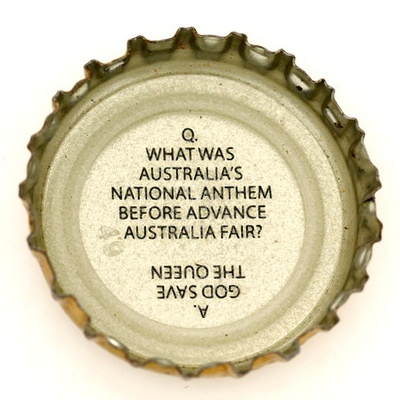 Q.
WHAT WAS
AUSTRALIA'S
NATIONAL ANTHEM
BEFORE ADVANCE
AUSTRALIA FAIR?
A.
GOD SAVE
THE QUEEN